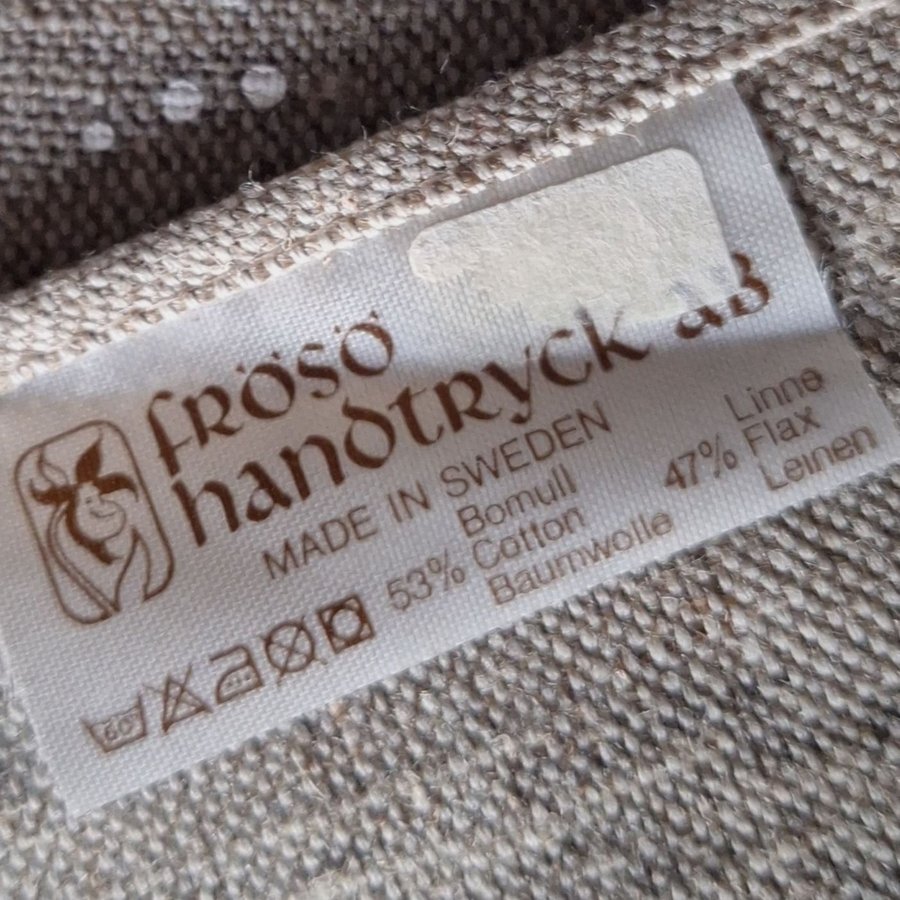 frösö
handtryck aB
MADE IN SWEDEN
Bomull
53% Cotton
Baumwolle
Linne
47% Flax
Leinen
60°